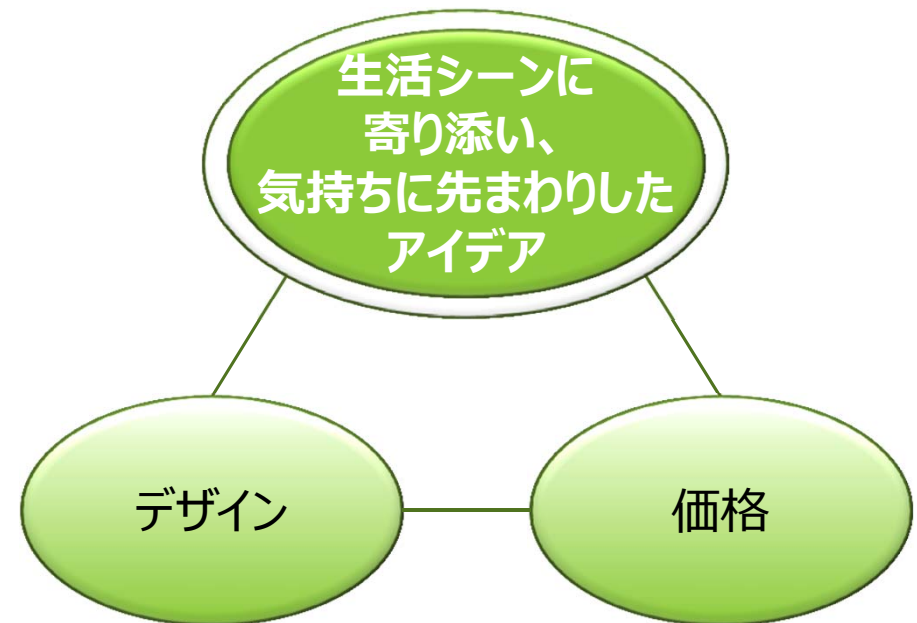 生活シーンに
寄り添い、
気持ちに先まわりした
アイデア
デザイン
価格